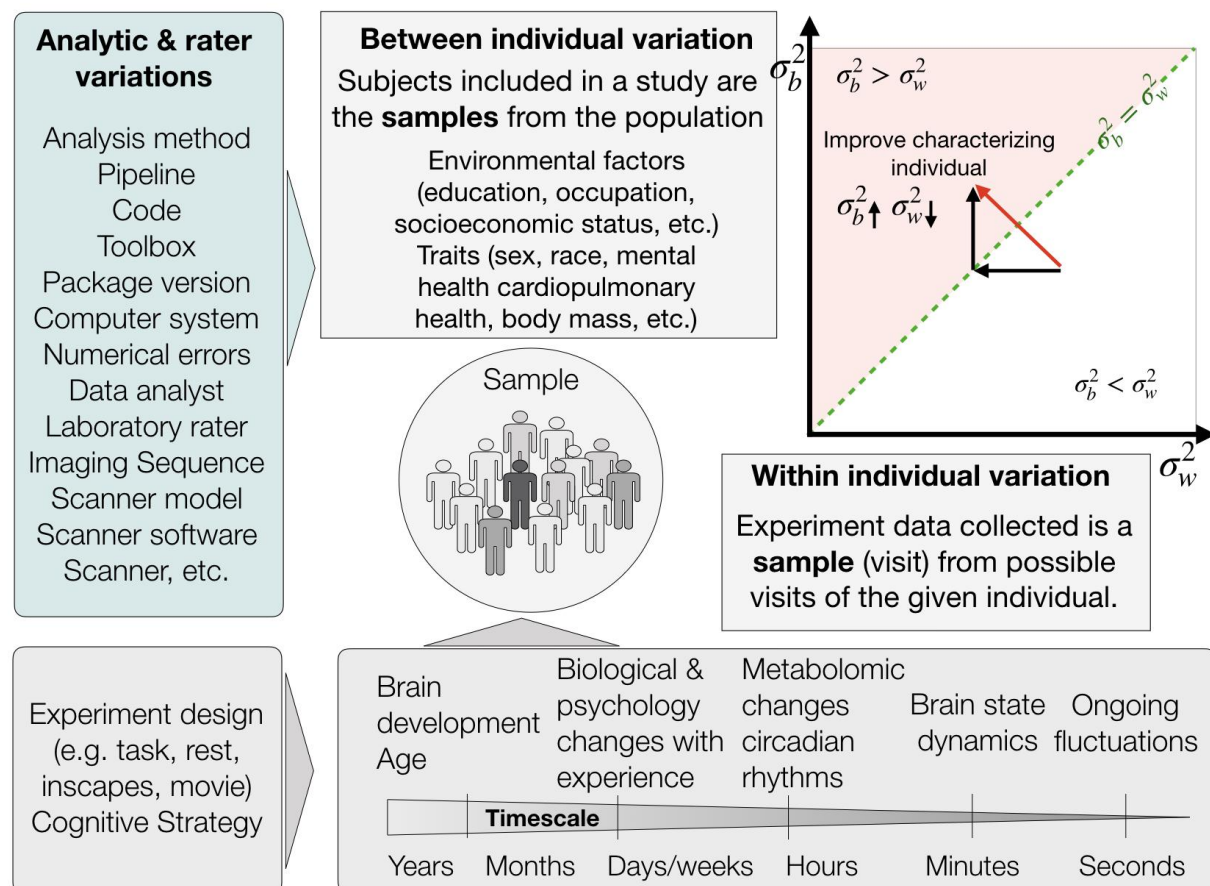 Analytic & rater
variations
Analysis method
Pipeline
Code
Toolbox
Package version
Computer system
Numerical errors
Data analyst
Laboratory rater
Imaging Sequence
Scanner model
Scanner software
Scanner, etc.
Between individual variation
Subjects included in a study are
the samples from the population
Environmental factors
(education, occupation,
socioeconomic status, etc.)
Traits (sex, race, mental
health cardiopulmonary
health, body mass, etc.)
σ_b^2
σ_b^2 > σ_w^2
σ_b^2 = σ_w^2
Improve characterizing
individual
σ_b^2↑ σ_w^2↓
σ_b^2 < σ_w^2
σ_w^2
Sample
Within individual variation
Experiment data collected is a
sample (visit) from possible
visits of the given individual.
Experiment design
(e.g. task, rest,
inscapes, movie)
Cognitive Strategy
Brain
development
Age
Biological &
psychology
changes with
experience
Metabolomic
changes
circadian
rhythms
Brain state
dynamics
Ongoing
fluctuations
Timescale
Years Months Days/weeks Hours Minutes Seconds